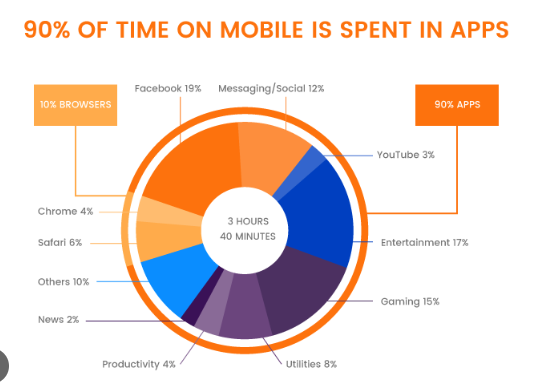 90% OF TIME ON MOBILE IS SPENT IN APPS
Facebook 19%
Messaging/Social 12%
10% BROWSERS
90% APPS
YouTube 3%
Chrome 4%
3 HOURS
40 MINUTES
Safari 6%
Entertainment 17%
Others 10%
Gaming 15%
News 2%
Productivity 4%
Utilities 8%